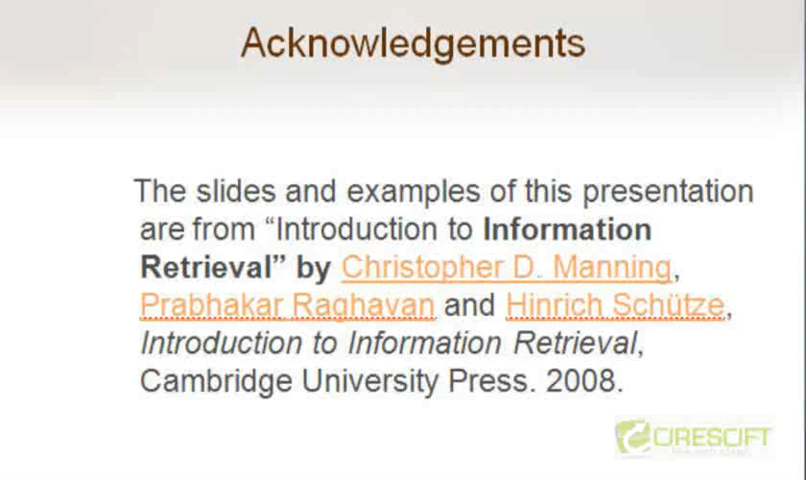 Acknowledgements
The slides and examples of this presentation
are from “Introduction to Information
Retrieval” by Christopher D. Manning,
Prabhakar Raghavan and Hinrich Schütze,
Introduction to Information Retrieval,
Cambridge University Press. 2008.